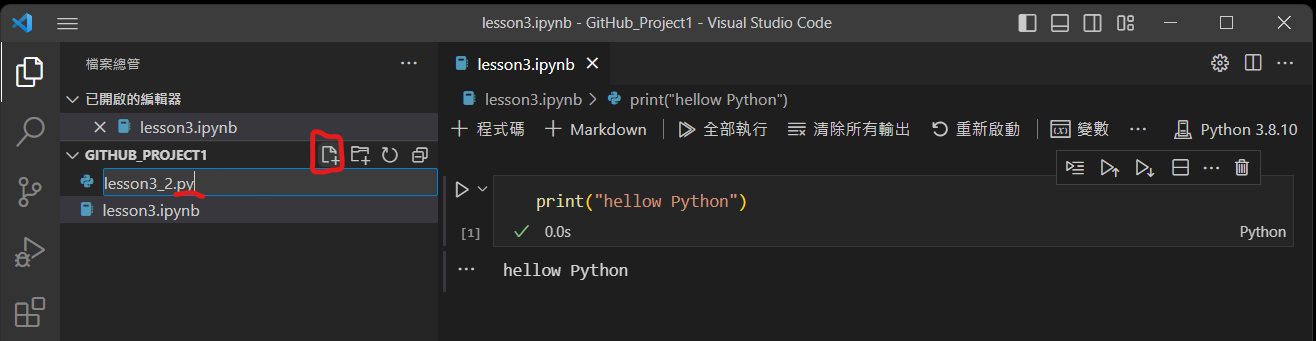 lesson3.ipynb - GitHub_Project1 - Visual Studio Code
檔案總管
已開啟的編輯器
lesson3.ipynb
GITHUB_PROJECT1
lesson3_2.py
lesson3.ipynb
lesson3.ipynb
lesson3.ipynb > print("hellow Python")
程式碼 Markdown 全部執行 清除所有輸出 重新啟動 變數 ... Python 3.8.10
print("hellow Python")
[1] 0.0s Python
hellow Python